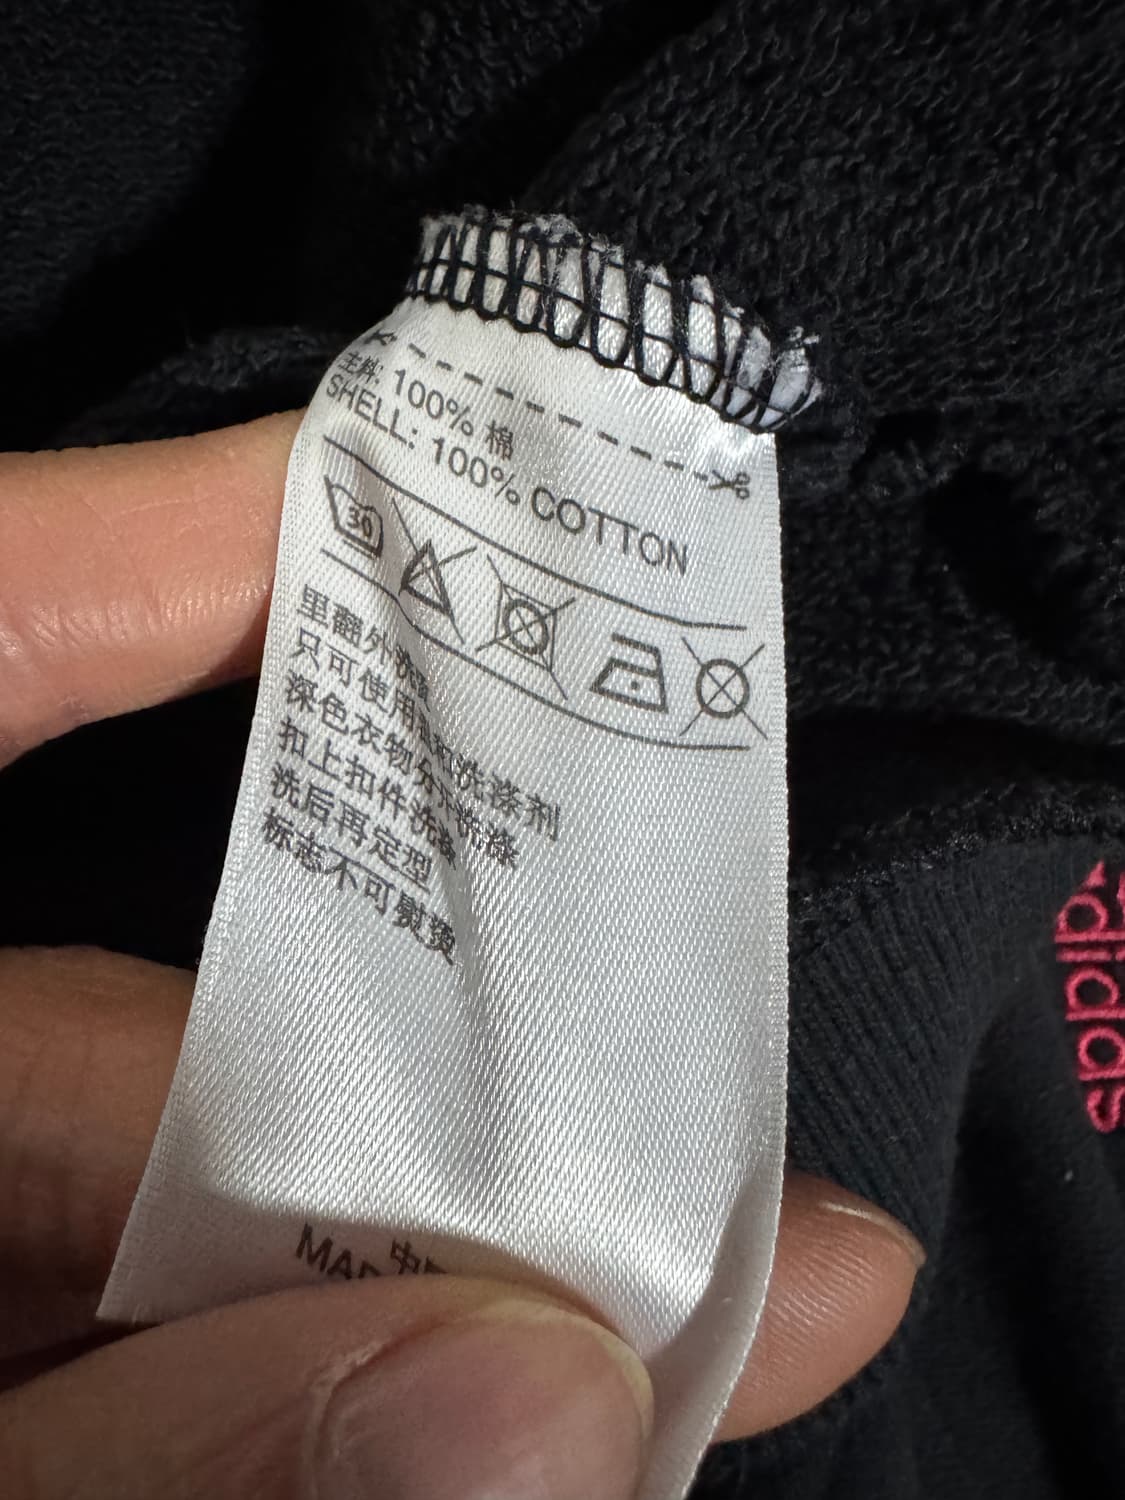 主料: 100% 棉
SHELL: 100% COTTON
30
里翻外洗涤
只可使用温和洗涤剂
深色衣物分开洗涤
扣上扣件洗涤
洗后再定型
标志不可熨烫
adidas